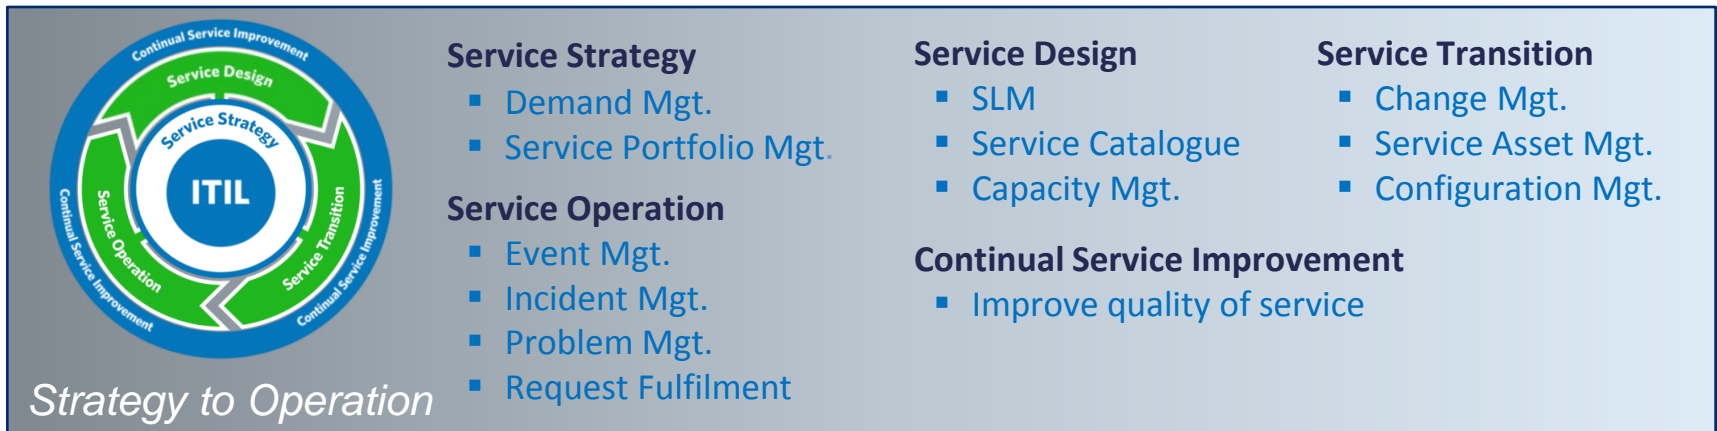 Continual Service Improvement
Service Design
Service Strategy
ITIL
Service Operation
Service Transition
Continual Service Improvement
Continual Service Improvement
Strategy to Operation
Service Strategy
▪ Demand Mgt.
▪ Service Portfolio Mgt.
Service Operation
▪ Event Mgt.
▪ Incident Mgt.
▪ Problem Mgt.
▪ Request Fulfilment
Service Design
▪ SLM
▪ Service Catalogue
▪ Capacity Mgt.
Service Transition
▪ Change Mgt.
▪ Service Asset Mgt.
▪ Configuration Mgt.
Continual Service Improvement
▪ Improve quality of service